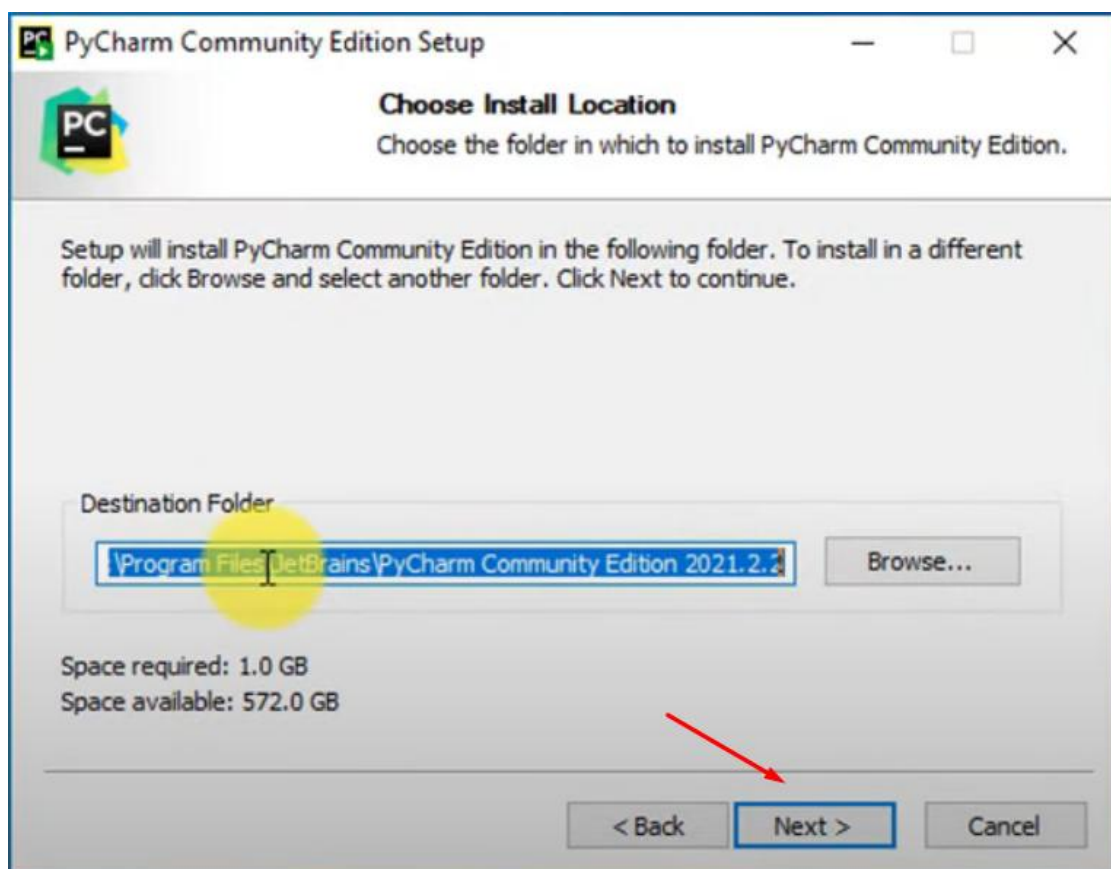 PyCharm Community Edition Setup
PC
Choose Install Location
Choose the folder in which to install PyCharm Community Edition.
Setup will install PyCharm Community Edition in the following folder. To install in a different
folder, click Browse and select another folder. Click Next to continue.
Destination Folder
:\Program Files\JetBrains\PyCharm Community Edition 2021.2.2
Browse...
Space required: 1.0 GB
Space available: 572.0 GB
< Back
Next >
Cancel